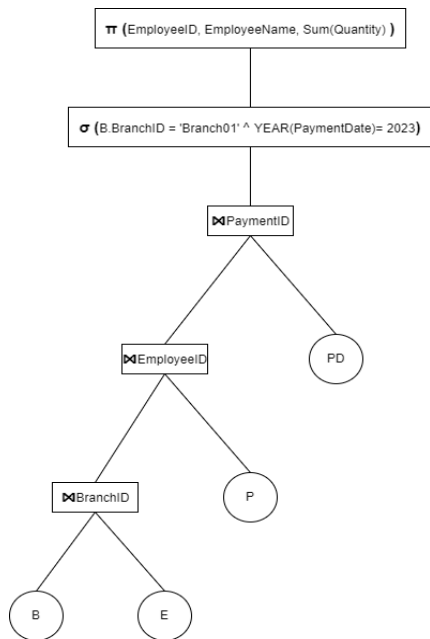 π (EmployeeID, EmployeeName, Sum(Quantity) )
σ (B.BranchID = 'Branch01' ^ YEAR(PaymentDate)= 2023)
⋈PaymentID
⋈EmployeeID
PD
⋈BranchID
P
B
E